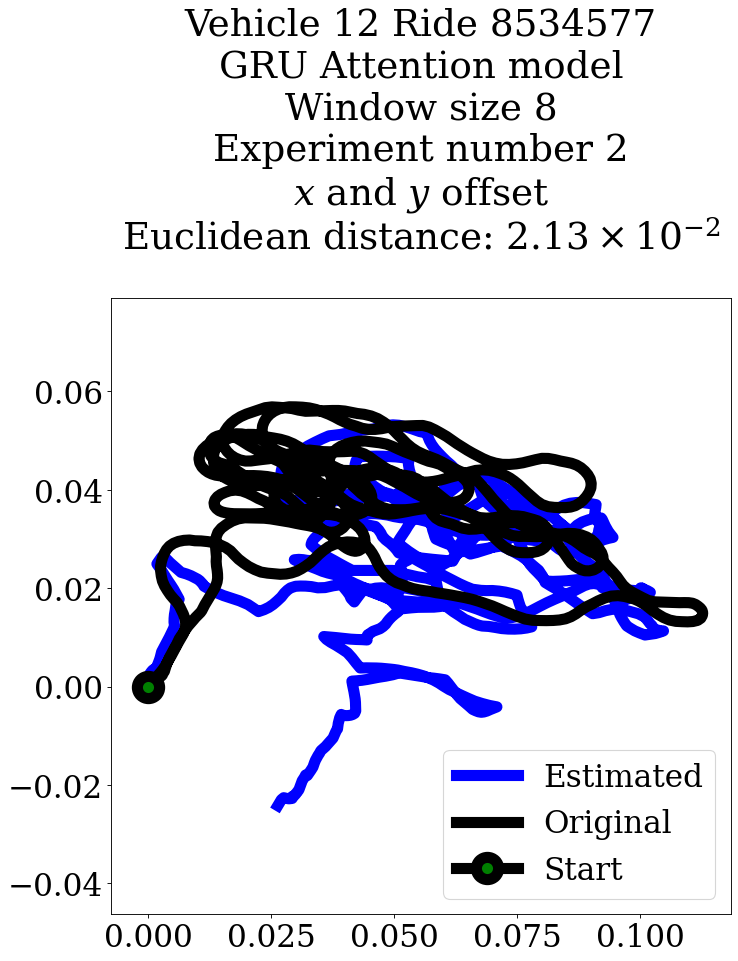 Vehicle 12 Ride 8534577
GRU Attention model
Window size 8
Experiment number 2
x and y offset
Euclidean distance: 2.13 × 10⁻²
0.06
0.04
0.02
0.00
−0.02
−0.04
Estimated
Original
Start
0.000 0.025 0.050 0.075 0.100